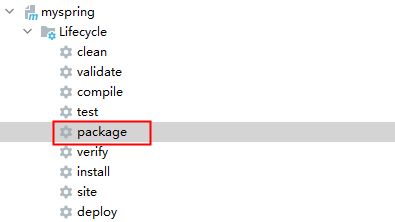 myspring
Lifecycle
clean
validate
compile
test
package
verify
install
site
deploy